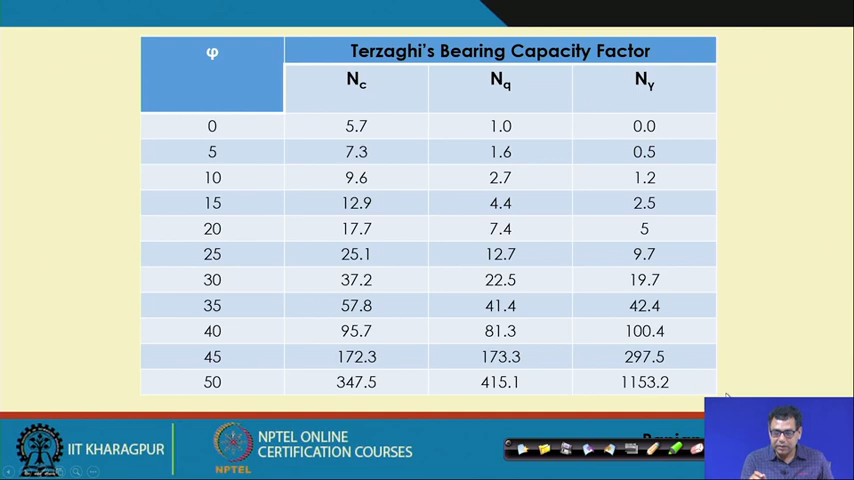 φ Terzaghi's Bearing Capacity Factor
Nc Nq Nγ
0 5.7 1.0 0.0
5 7.3 1.6 0.5
10 9.6 2.7 1.2
15 12.9 4.4 2.5
20 17.7 7.4 5
25 25.1 12.7 9.7
30 37.2 22.5 19.7
35 57.8 41.4 42.4
40 95.7 81.3 100.4
45 172.3 173.3 297.5
50 347.5 415.1 1153.2
IIT KHARAGPUR
NPTEL
NPTEL ONLINE
CERTIFICATION COURSES